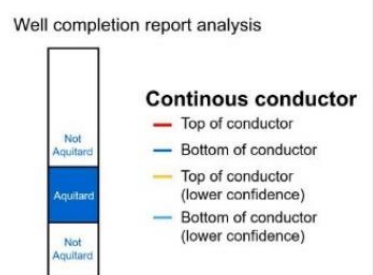 Well completion report analysis
Not
Aquitard
Aquitard
Not
Aquitard
Continous conductor
Top of conductor
Bottom of conductor
Top of conductor
(lower confidence)
Bottom of conductor
(lower confidence)